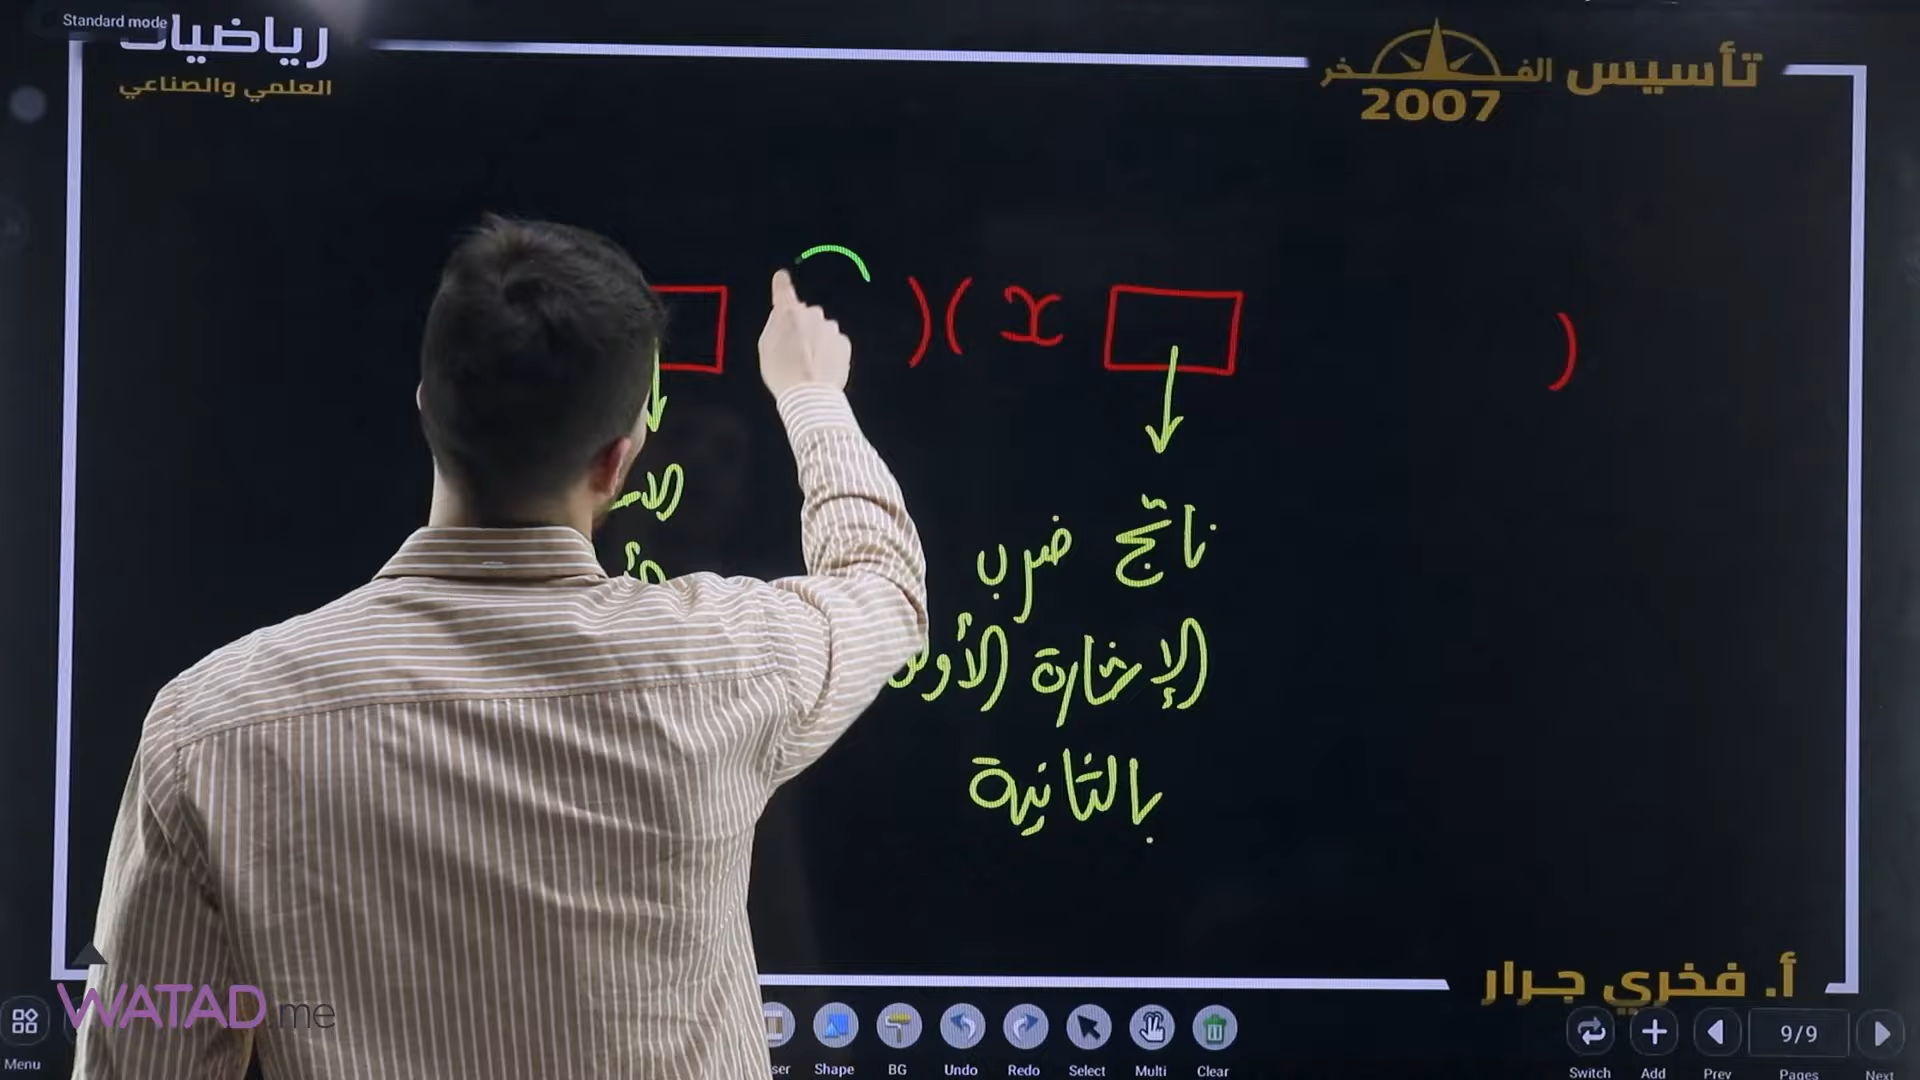 Standard mode
رياضيات
العلمي والصناعي
تأسيس الفـخر
2007
)( x )
ناتج ضرب
الإشارة الأولى
بالثانية
أ. فخري جرار
WATAD.me
Menu
Shape BG Undo Redo Select Multi Clear
9/9
Switch Add Prev Pages Next